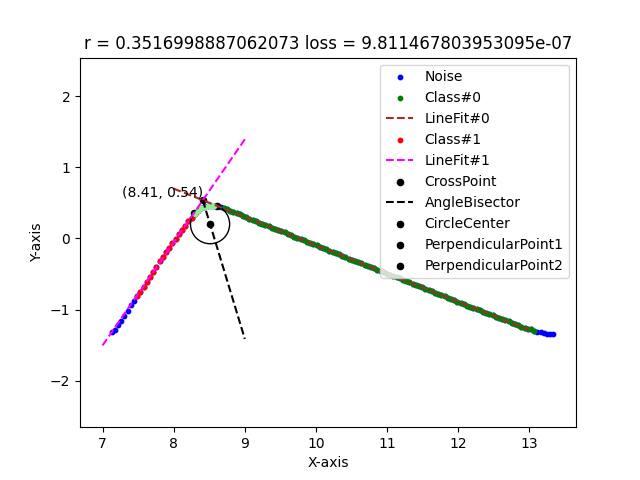 r = 0.3516998887062073 loss = 9.811467803953095e-07
Y-axis
2
1
0
−1
−2
(8.41, 0.54)
Noise
Class#0
LineFit#0
Class#1
LineFit#1
CrossPoint
AngleBisector
CircleCenter
PerpendicularPoint1
PerpendicularPoint2
7
8
9
10
11
12
13
X-axis